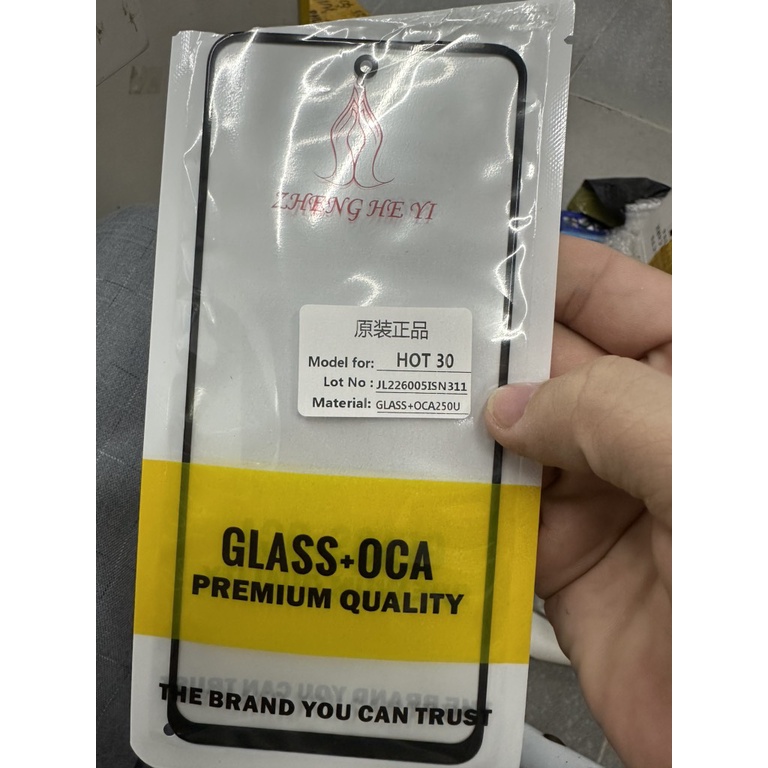 ZHENG HE YI
原装正品
Model for: HOT 30
Lot No : JL226005ISN311
Material: GLASS+OCA250U
GLASS+OCA
PREMIUM QUALITY
THE BRAND YOU CAN TRUST